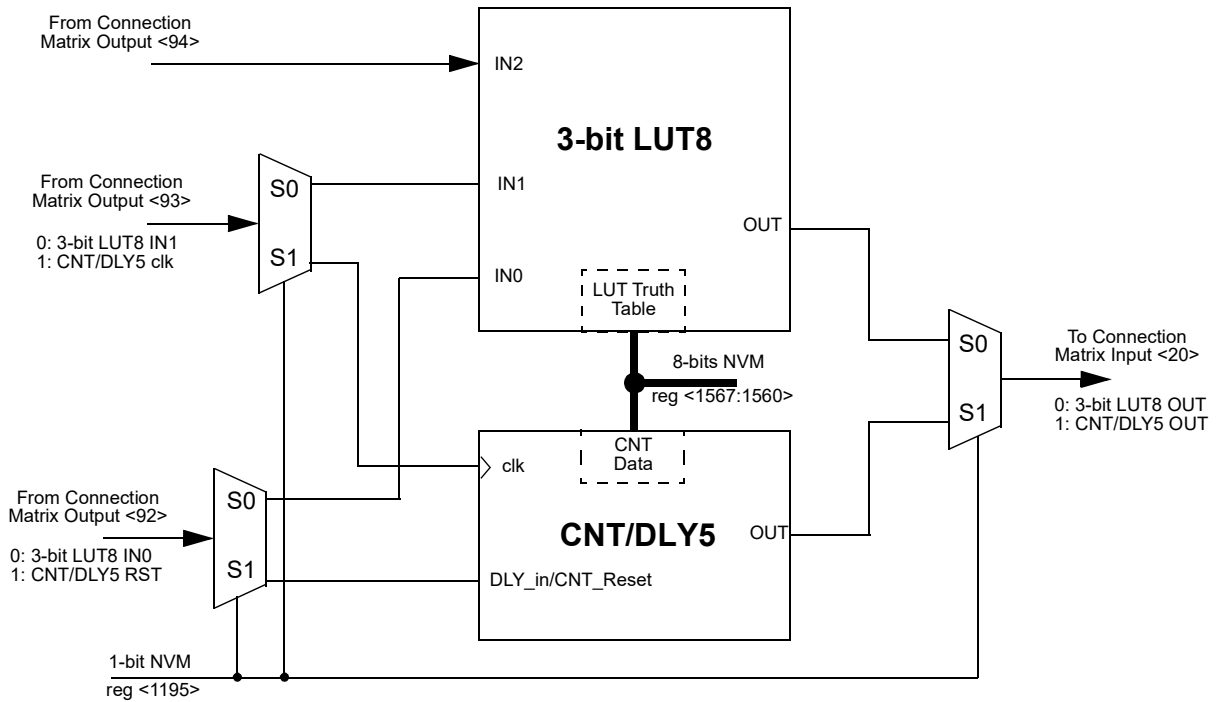 From Connection
Matrix Output <94>
IN2
3-bit LUT8
From Connection
Matrix Output <93>
S0
IN1
0: 3-bit LUT8 IN1
1: CNT/DLY5 clk
S1
IN0
OUT
LUT Truth
Table
8-bits NVM
reg <1567:1560>
S0
S1
To Connection
Matrix Input <20>
0: 3-bit LUT8 OUT
1: CNT/DLY5 OUT
CNT
Data
clk
CNT/DLY5
OUT
From Connection
Matrix Output <92>
S0
0: 3-bit LUT8 IN0
1: CNT/DLY5 RST
S1
DLY_in/CNT_Reset
1-bit NVM
reg <1195>